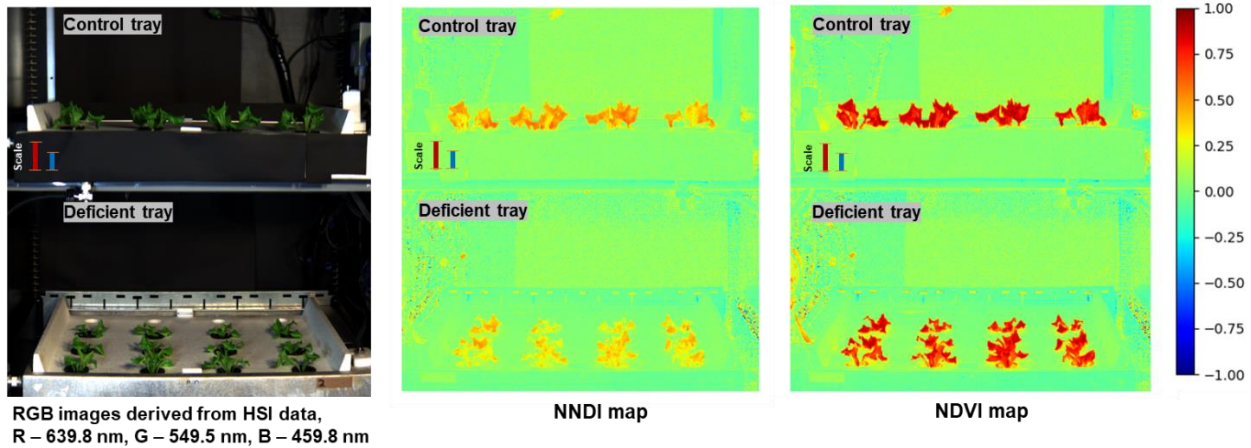 Control tray
Scale
Deficient tray
RGB images derived from HSI data,
R – 639.8 nm, G – 549.5 nm, B – 459.8 nm
Control tray
Scale
Deficient tray
NNDI map
Control tray
Scale
Deficient tray
NDVI map
1.00
0.75
0.50
0.25
0.00
−0.25
−0.50
−0.75
−1.00